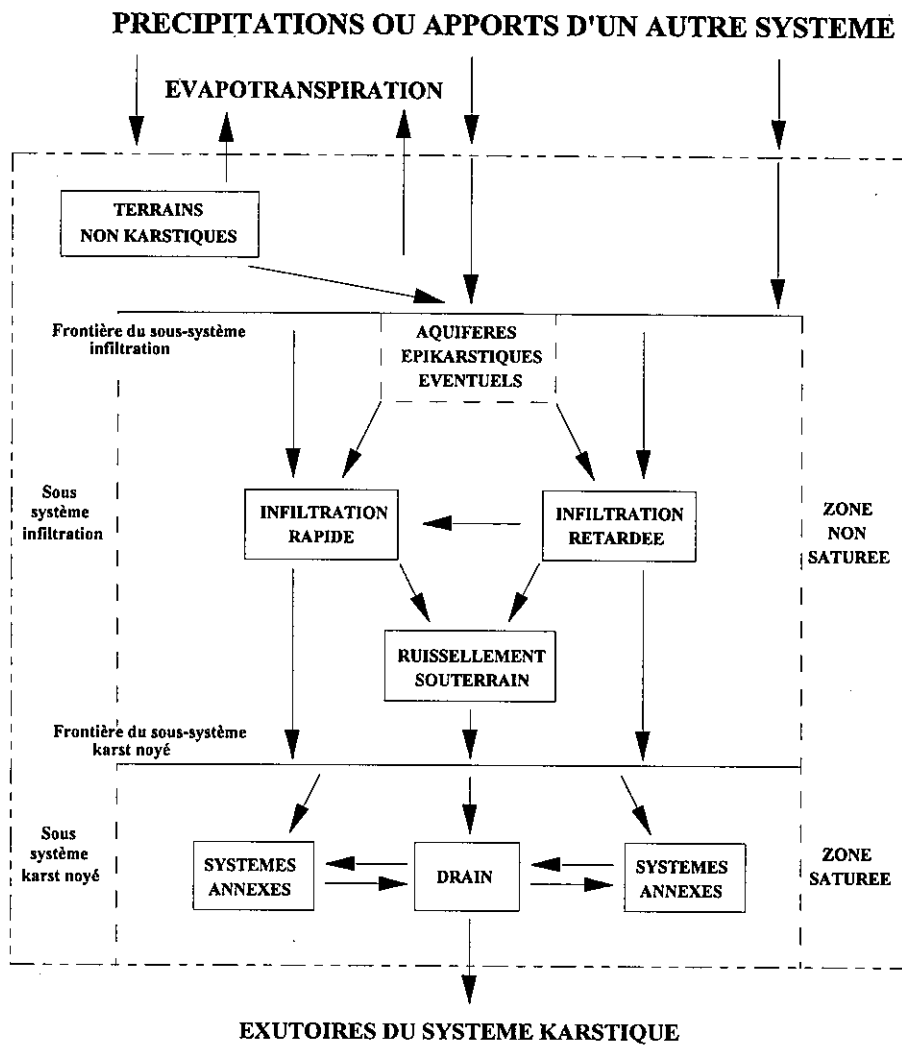 PRECIPITATIONS OU APPORTS D'UN AUTRE SYSTEME
EVAPOTRANSPIRATION
TERRAINS
NON KARSTIQUES
Frontière du sous-système
infiltration
AQUIFERES
EPIKARSTIQUES
EVENTUELS
Sous
système
infiltration
INFILTRATION
RAPIDE
INFILTRATION
RETARDEE
ZONE
NON
SATUREE
RUISSELLEMENT
SOUTERRAIN
Frontière du sous-système
karst noyé
Sous
système
karst noyé
SYSTEMES
ANNEXES
DRAIN
SYSTEMES
ANNEXES
ZONE
SATUREE
EXUTOIRES DU SYSTEME KARSTIQUE